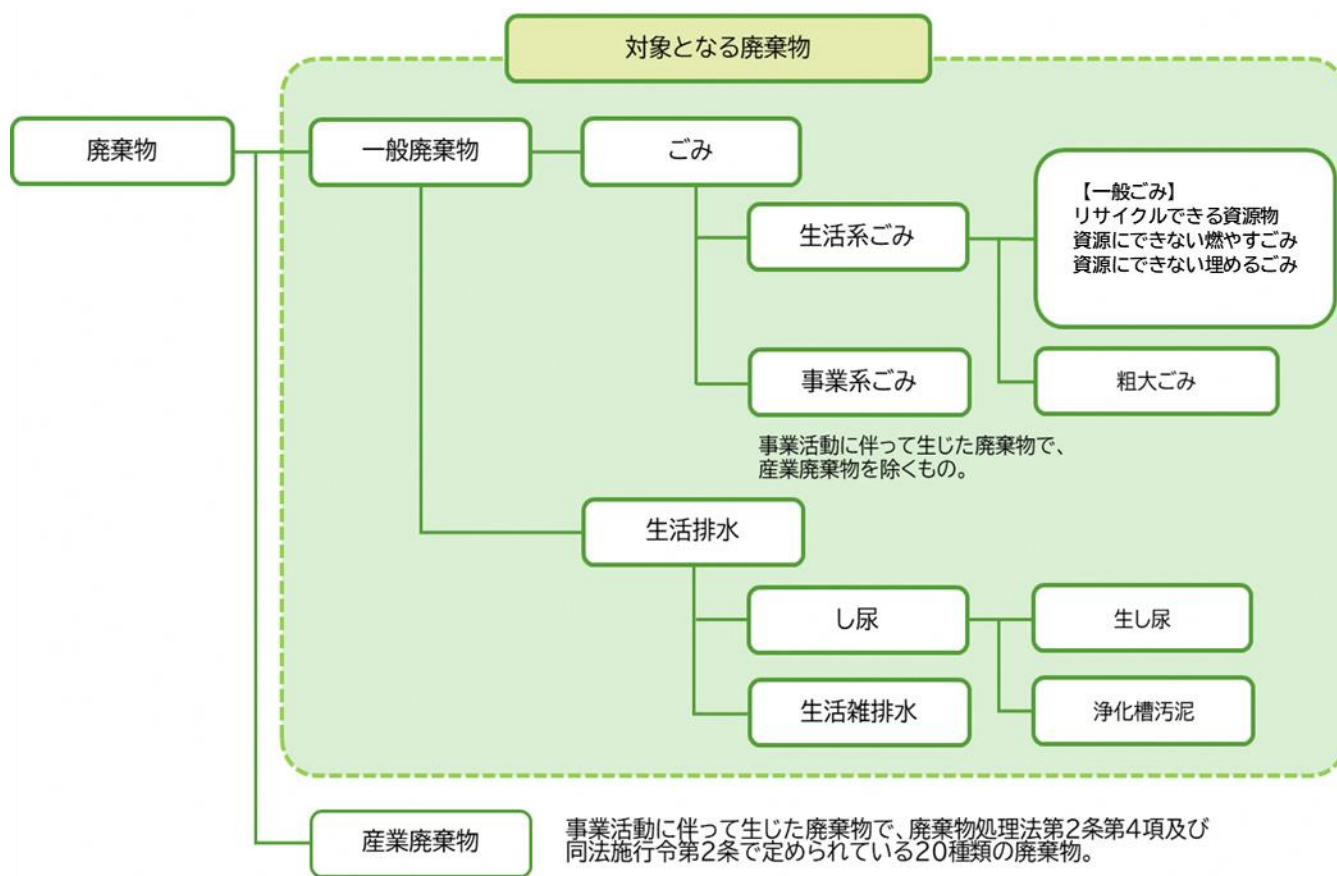 対象となる廃棄物
廃棄物
一般廃棄物
ごみ
【一般ごみ】
リサイクルできる資源物
資源にできない燃やすごみ
資源にできない埋めるごみ
生活系ごみ
事業系ごみ
粗大ごみ
事業活動に伴って生じた廃棄物で、
産業廃棄物を除くもの。
生活排水
し尿
生し尿
生活雑排水
浄化槽汚泥
産業廃棄物
事業活動に伴って生じた廃棄物で、廃棄物処理法第2条第4項及び
同法施行令第2条で定められている20種類の廃棄物。